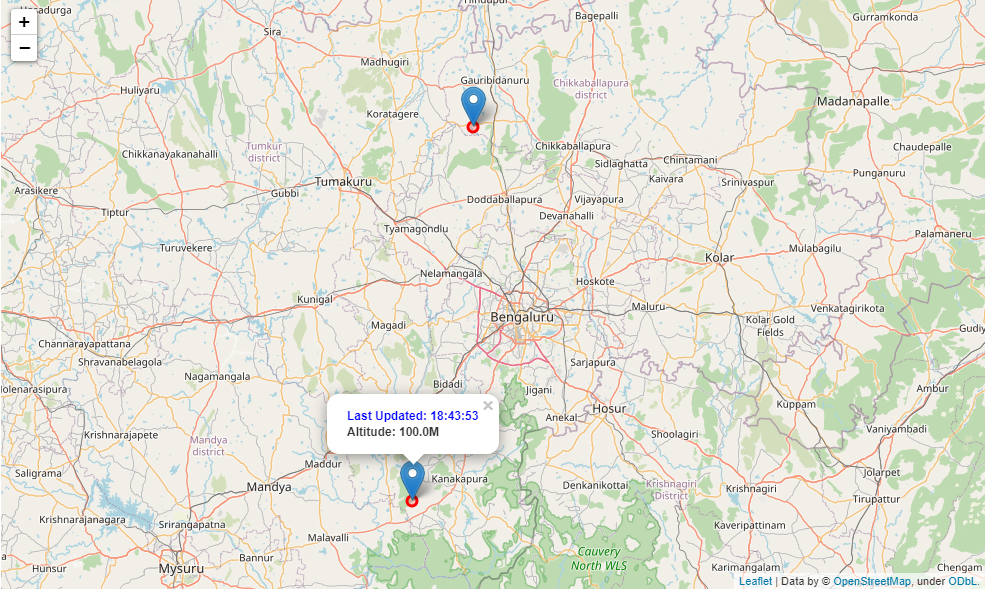 Hindupur
Hosadurga
Bagepalli
Gurramkonda
+
Sira
−
Madhugiri
Gauribidanuru
Chikkaballapura
district
Huliyaru
Madanapalle
Koratagere
Chikkaballapura
Chaudepalle
Tumkur
district
Chikkanayakanahalli
Sidlaghatta
Chintamani
Punganuru
Kaivara
Tumakuru
Srinivaspur
Arasikere
Gubbi
Doddaballapura
Vijayapura
Tiptur
Devanahalli
Tyamagondlu
Palamaneru
Turuvekere
Mulabagilu
Kolar
Nelamangala
Hoskote
Kunigal
Maluru
Venkatagirikota
Bengaluru
Kolar Gold
Fields
Magadi
Gudiy
Channarayapattana
Shravanabelagola
Sarjapura
Nagamangala
Bidadi
Jigani
Ambur
olenarasipura
Kuppam
Hosur
Last Updated: 18:43:53
×
Altitude: 100.0M
Anekal
Vaniyambadi
Krishnarajapete
Shoolagiri
Mandya
district
Maddur
Saligrama
Jolarpet
Kanakapura
Denkanikottai
Krishnagiri
District
Mandya
Krishnagiri
Tirupattur
Krishnarajanagara
Srirangapatna
Kaveripattinam
Malavalli
Cauvery
North WLS
Bannur
a
Hunsur
Mysuru
Karimangalam
Chengam
Leaflet | Data by © OpenStreetMap, under ODbL.